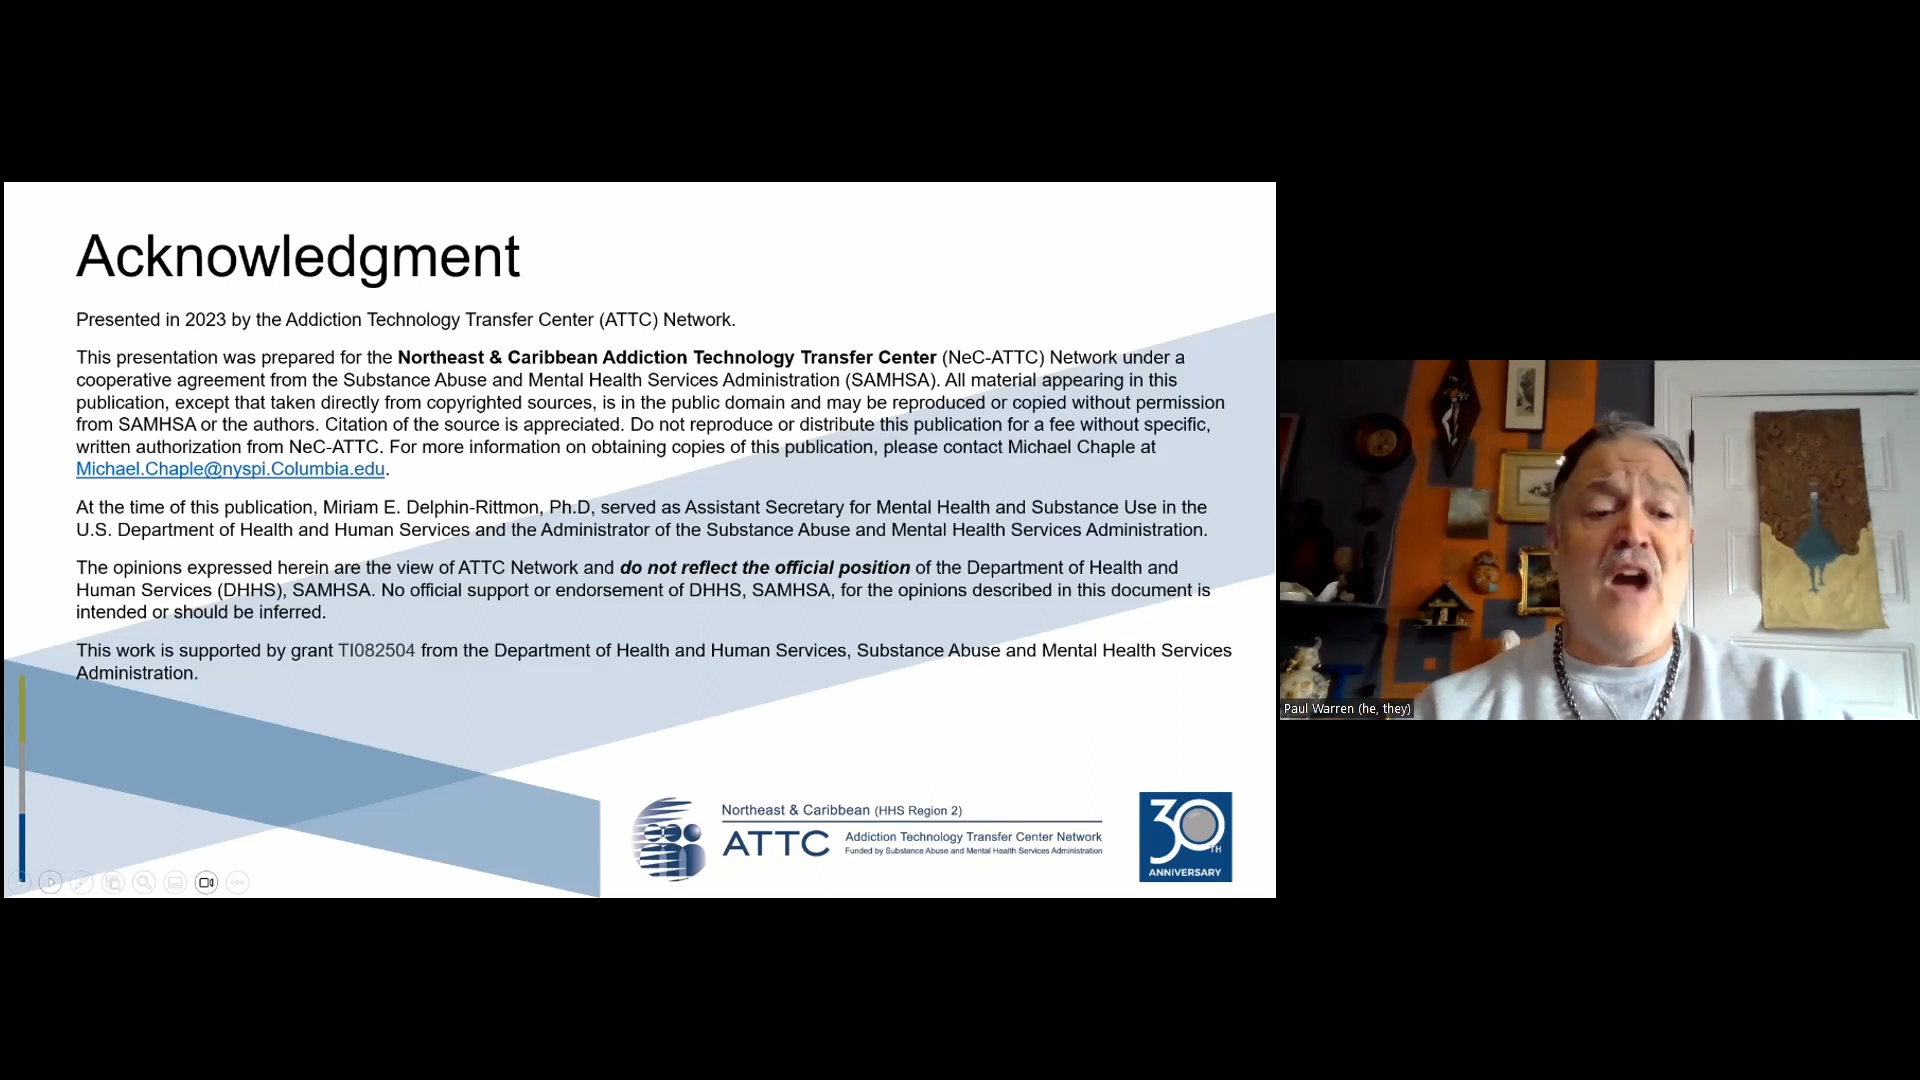 Acknowledgment
Presented in 2023 by the Addiction Technology Transfer Center (ATTC) Network.
This presentation was prepared for the Northeast & Caribbean Addiction Technology Transfer Center (NeC-ATTC) Network under a
cooperative agreement from the Substance Abuse and Mental Health Services Administration (SAMHSA). All material appearing in this
publication, except that taken directly from copyrighted sources, is in the public domain and may be reproduced or copied without permission
from SAMHSA or the authors. Citation of the source is appreciated. Do not reproduce or distribute this publication for a fee without specific,
written authorization from NeC-ATTC. For more information on obtaining copies of this publication, please contact Michael Chaple at
Michael.Chaple@nyspi.Columbia.edu.
At the time of this publication, Miriam E. Delphin-Rittmon, Ph.D, served as Assistant Secretary for Mental Health and Substance Use in the
U.S. Department of Health and Human Services and the Administrator of the Substance Abuse and Mental Health Services Administration.
The opinions expressed herein are the view of ATTC Network and do not reflect the official position of the Department of Health and
Human Services (DHHS), SAMHSA. No official support or endorsement of DHHS, SAMHSA, for the opinions described in this document is
intended or should be inferred.
This work is supported by grant TI082504 from the Department of Health and Human Services, Substance Abuse and Mental Health Services
Administration.
Northeast & Caribbean (HHS Region 2)
ATTC
Addiction Technology Transfer Center Network
Funded by Substance Abuse and Mental Health Services Administration
30TH
ANNIVERSARY
Paul Warren (he, they)